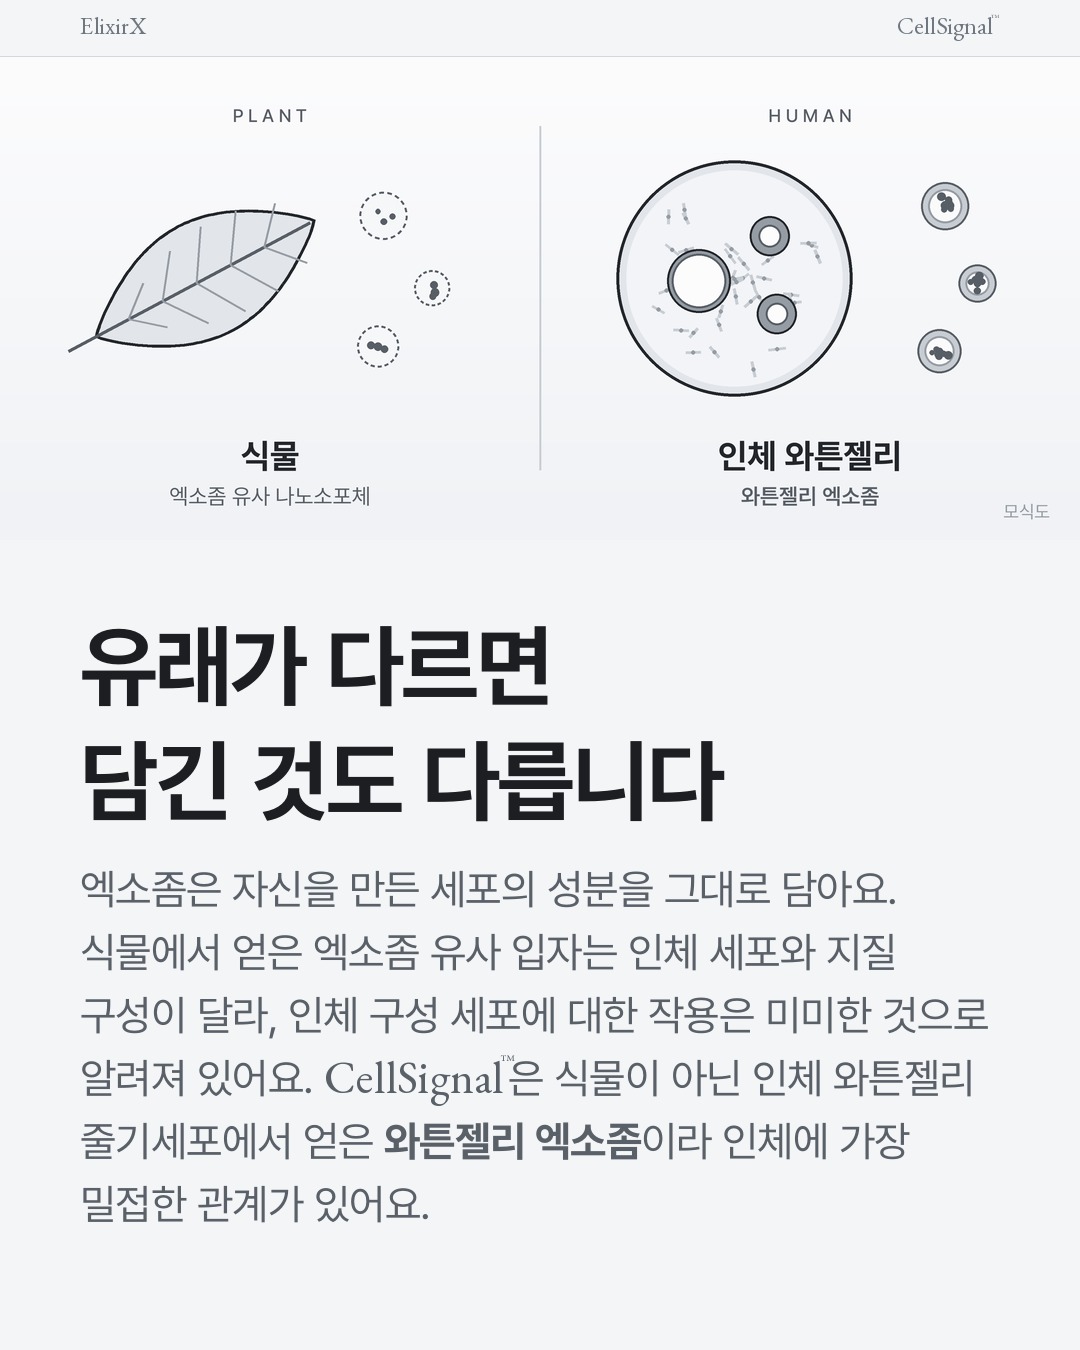 ElixirX
CellSignal™
PLANT
HUMAN
식물
엑소좀 유사 나노소포체
인체 와튼젤리
와튼젤리 엑소좀
모식도
유래가 다르면
담긴 것도 다릅니다
엑소좀은 자신을 만든 세포의 성분을 그대로 담아요.
식물에서 얻은 엑소좀 유사 입자는 인체 세포와 지질
구성이 달라, 인체 구성 세포에 대한 작용은 미미한 것으로
알려져 있어요. CellSignal™은 식물이 아닌 인체 와튼젤리
줄기세포에서 얻은 와튼젤리 엑소좀이라 인체에 가장
밀접한 관계가 있어요.